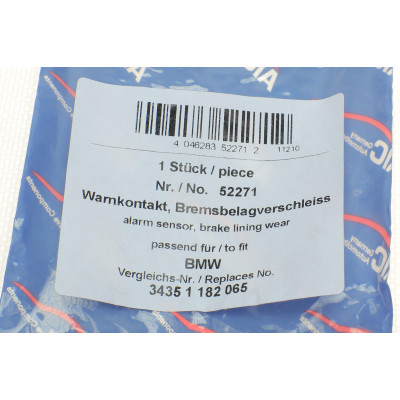 4 046283 52271 2 11210
1 Stück / piece
Nr. / No. 52271
Warnkontakt, Bremsbelagverschleiss
alarm sensor, brake lining wear
passend für / to fit
BMW
Vergleichs-Nr. / Replaces No.
3435 1 182 065